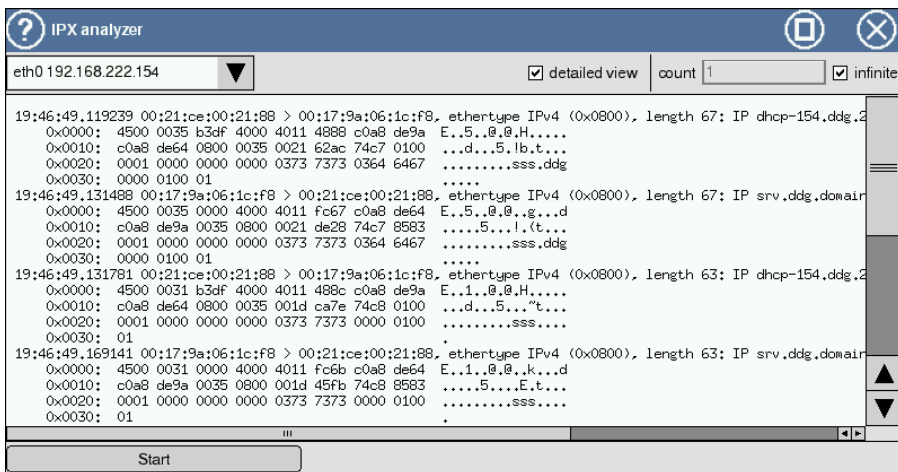 IPX analyzer
eth0 192.168.222.154
detailed view
count 1
infinite
19:46:49.119239 00:21:ce:00:21:88 > 00:17:9a:06:1c:f8, ethertype IPv4 (0x0800), length 67: IP dhcp-154.ddg.2
0x0000: 4500 0035 b3df 4000 4011 4888 c0a8 de9a E..5..@.@.H.....
0x0010: c0a8 de64 0800 0035 0021 62ac 74c7 0100 ...d...5.!b.t...
0x0020: 0001 0000 0000 0000 0373 7373 0364 6467 .........sss.ddg
0x0030: 0000 0100 01 .....
19:46:49.131488 00:17:9a:06:1c:f8 > 00:21:ce:00:21:88, ethertype IPv4 (0x0800), length 67: IP srv.ddg.domain
0x0000: 4500 0035 0000 4000 4011 fc67 c0a8 de64 E..5..@.@..g...d
0x0010: c0a8 de9a 0035 0800 0021 de28 74c7 8583 .....5...!.(t...
0x0020: 0001 0000 0000 0000 0373 7373 0364 6467 .........sss.ddg
0x0030: 0000 0100 01 .....
19:46:49.131781 00:21:ce:00:21:88 > 00:17:9a:06:1c:f8, ethertype IPv4 (0x0800), length 63: IP dhcp-154.ddg.2
0x0000: 4500 0031 b3df 4000 4011 488c c0a8 de9a E..1..@.@.H.....
0x0010: c0a8 de64 0800 0035 001d ca7e 74c8 0100 ...d...5...~t...
0x0020: 0001 0000 0000 0000 0373 7373 0000 0100 .........sss....
0x0030: 01 .
19:46:49.169141 00:17:9a:06:1c:f8 > 00:21:ce:00:21:88, ethertype IPv4 (0x0800), length 63: IP srv.ddg.domain
0x0000: 4500 0031 0000 4000 4011 fc6b c0a8 de64 E..1..@.@..k...d
0x0010: c0a8 de9a 0035 0800 001d 45fb 74c8 8583 .....5....E.t...
0x0020: 0001 0000 0000 0000 0373 7373 0000 0100 .........sss....
0x0030: 01 .
Start